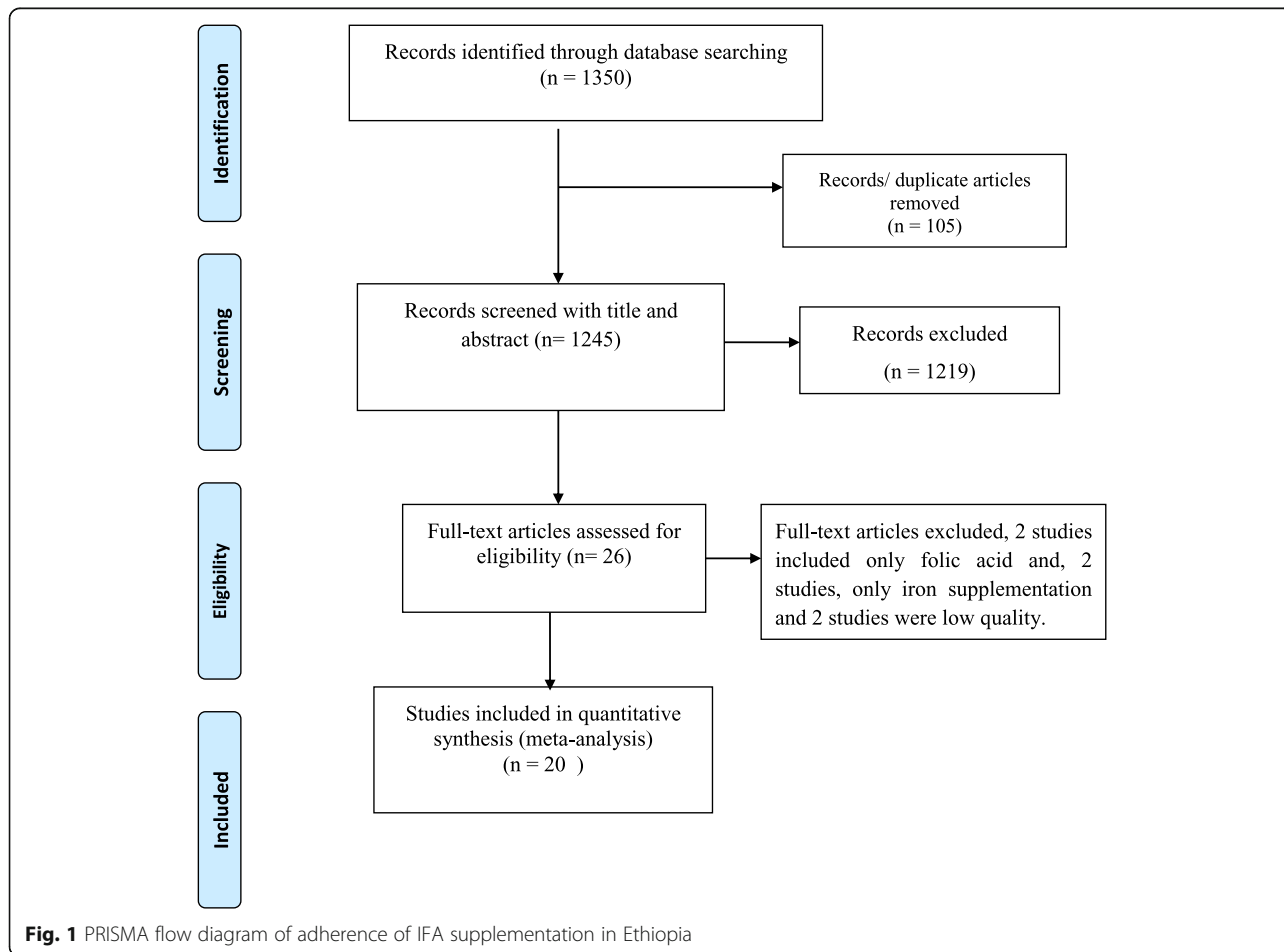 Identification
Records identified through database searching
(n = 1350)
Records/ duplicate articles
removed
(n = 105)
Screening
Records screened with title and
abstract (n= 1245)
Records excluded
(n = 1219)
Eligibility
Full-text articles assessed for
eligibility (n= 26)
Full-text articles excluded, 2 studies
included only folic acid and, 2
studies, only iron supplementation
and 2 studies were low quality.
Included
Studies included in quantitative
synthesis (meta-analysis)
(n = 20 )
Fig. 1 PRISMA flow diagram of adherence of IFA supplementation in Ethiopia